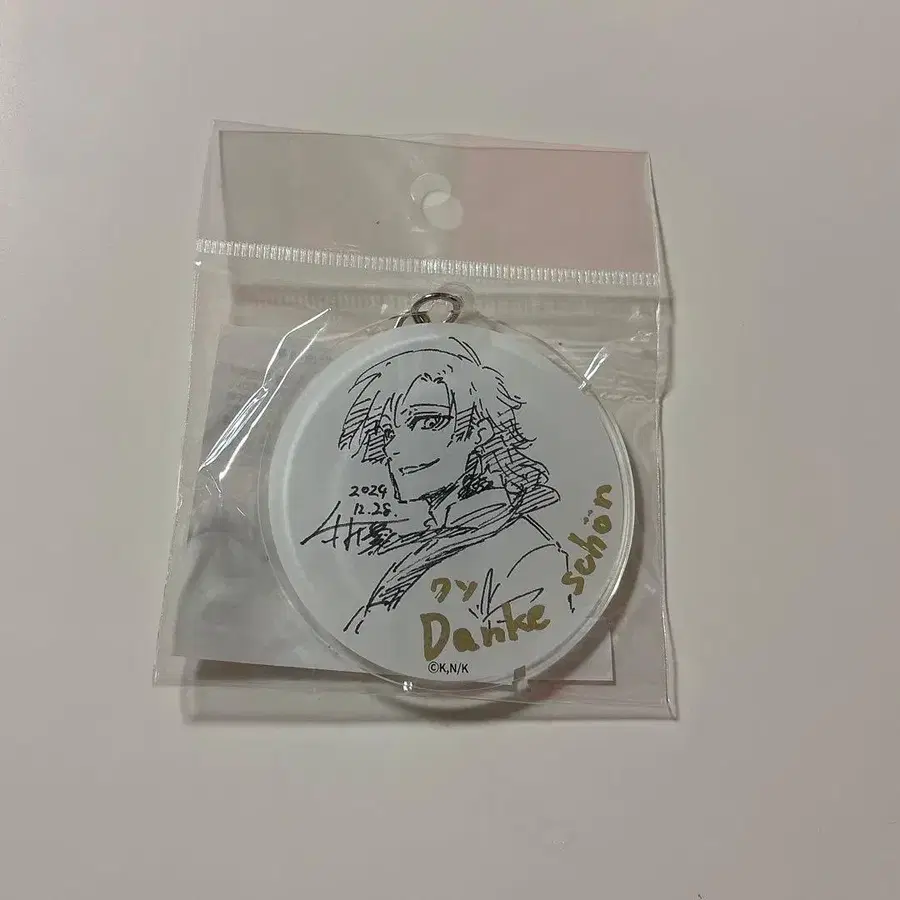 2024
12.28.
クソ
Danke schön
©K,N/K